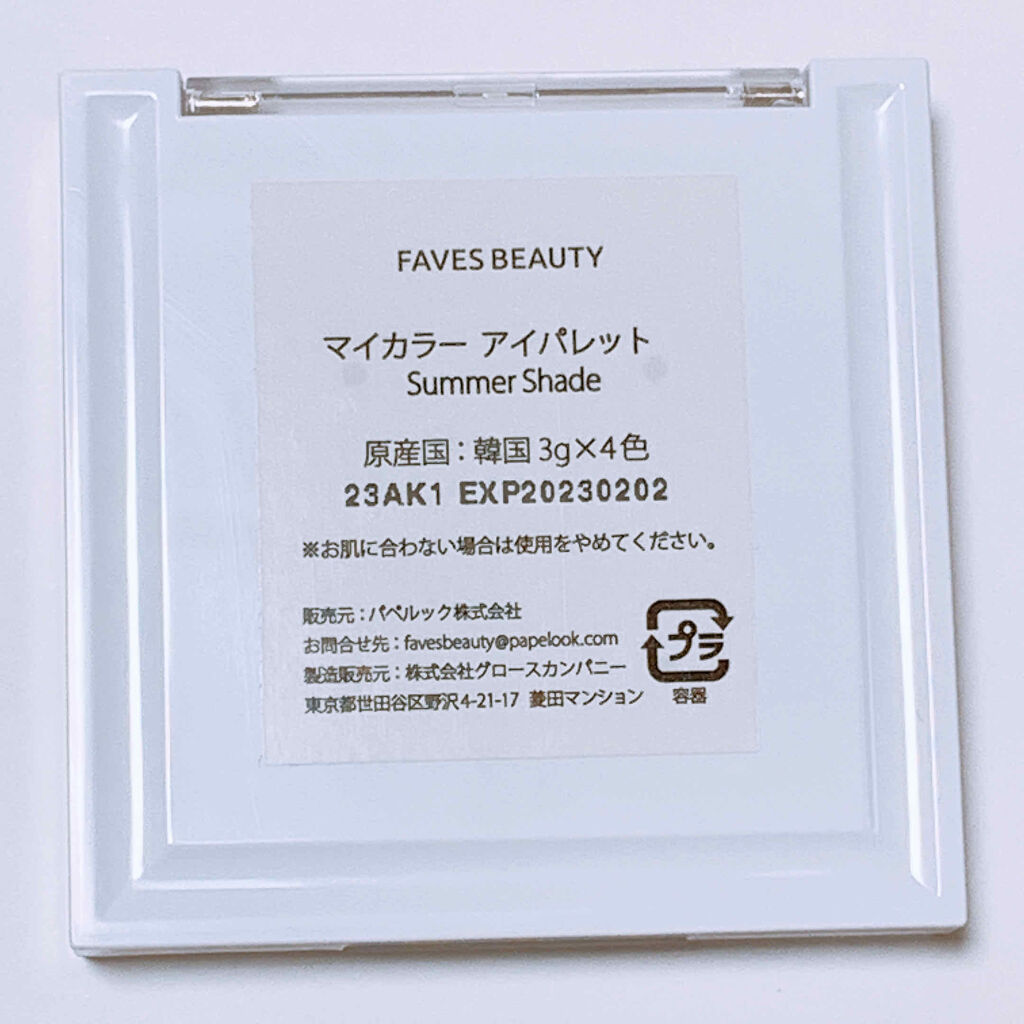 FAVES BEAUTY
マイカラー アイパレット
Summer Shade
原産国：韓国 3g×4色
23AK1 EXP20230202
※お肌に合わない場合は使用をやめてください。
販売元：パペルック株式会社
お問合せ先：favesbeauty@papelook.com
製造販売元：株式会社グロースカンパニー
東京都世田谷区野沢4-21-17 菱田マンション
プラ
容器